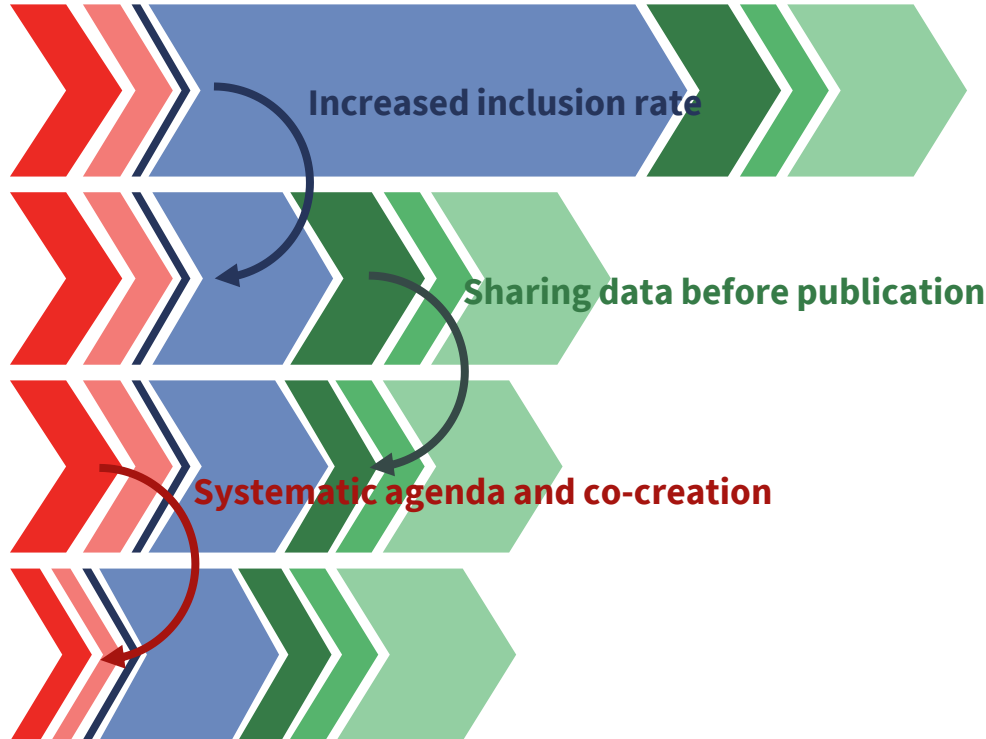 Increased inclusion rate
Sharing data before publication
Systematic agenda and co-creation